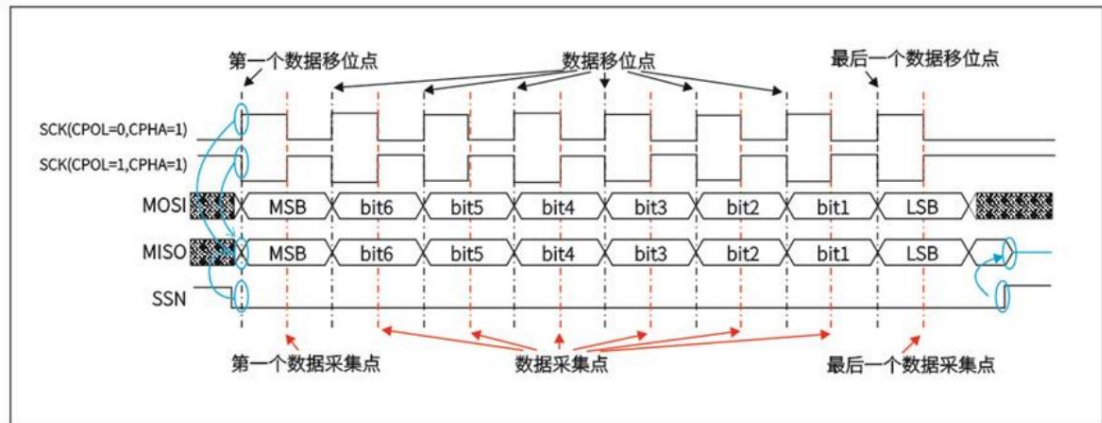 第一个数据移位点 数据移位点 最后一个数据移位点
SCK(CPOL=0,CPHA=1)
SCK(CPOL=1,CPHA=1)
MOSI MSB bit6 bit5 bit4 bit3 bit2 bit1 LSB
MISO MSB bit6 bit5 bit4 bit3 bit2 bit1 LSB
SSN
第一个数据采集点 数据采集点 最后一个数据采集点